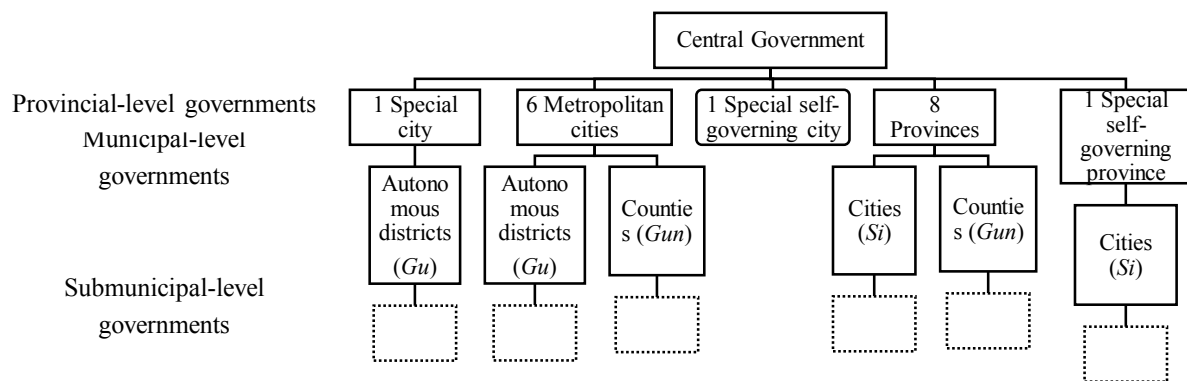 Central Government
Provincial-level governments
1 Special
city
6 Metropolitan
cities
1 Special self-
governing city
8
Provinces
1 Special
self-
governing
province
Municipal-level
governments
Autono
mous
districts
(Gu)
Autono
mous
districts
(Gu)
Countie
s (Gun)
Cities
(Si)
Countie
s (Gun)
Cities
(Si)
Submunicipal-level
governments